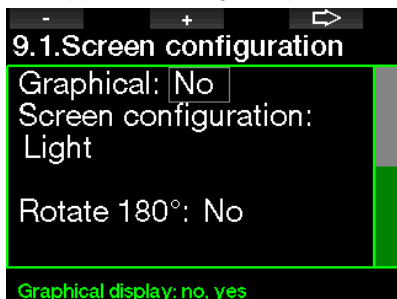 - +
9.1.Screen configuration
Graphical: No
Screen configuration:
Light
Rotate 180°: No
Graphical display: no, yes